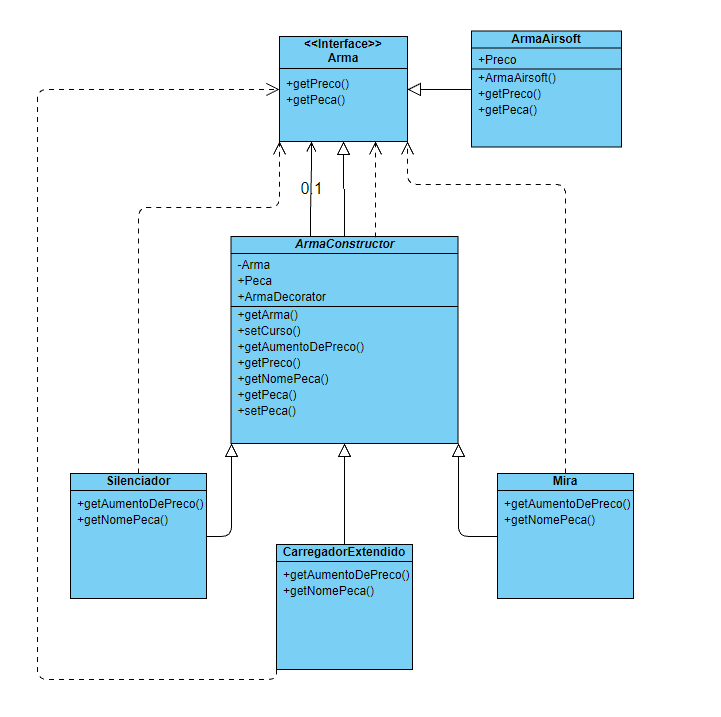 <<Interface>>
Arma
+getPreco()
+getPeca()
ArmaAirsoft
+Preco
+ArmaAirsoft()
+getPreco()
+getPeca()
0.1
ArmaConstructor
-Arma
+Peca
+ArmaDecorator
+getArma()
+setCurso()
+getAumentoDePreco()
+getPreco()
+getNomePeca()
+getPeca()
+setPeca()
Silenciador
+getAumentoDePreco()
+getNomePeca()
CarregadorExtendido
+getAumentoDePreco()
+getNomePeca()
Mira
+getAumentoDePreco()
+getNomePeca()